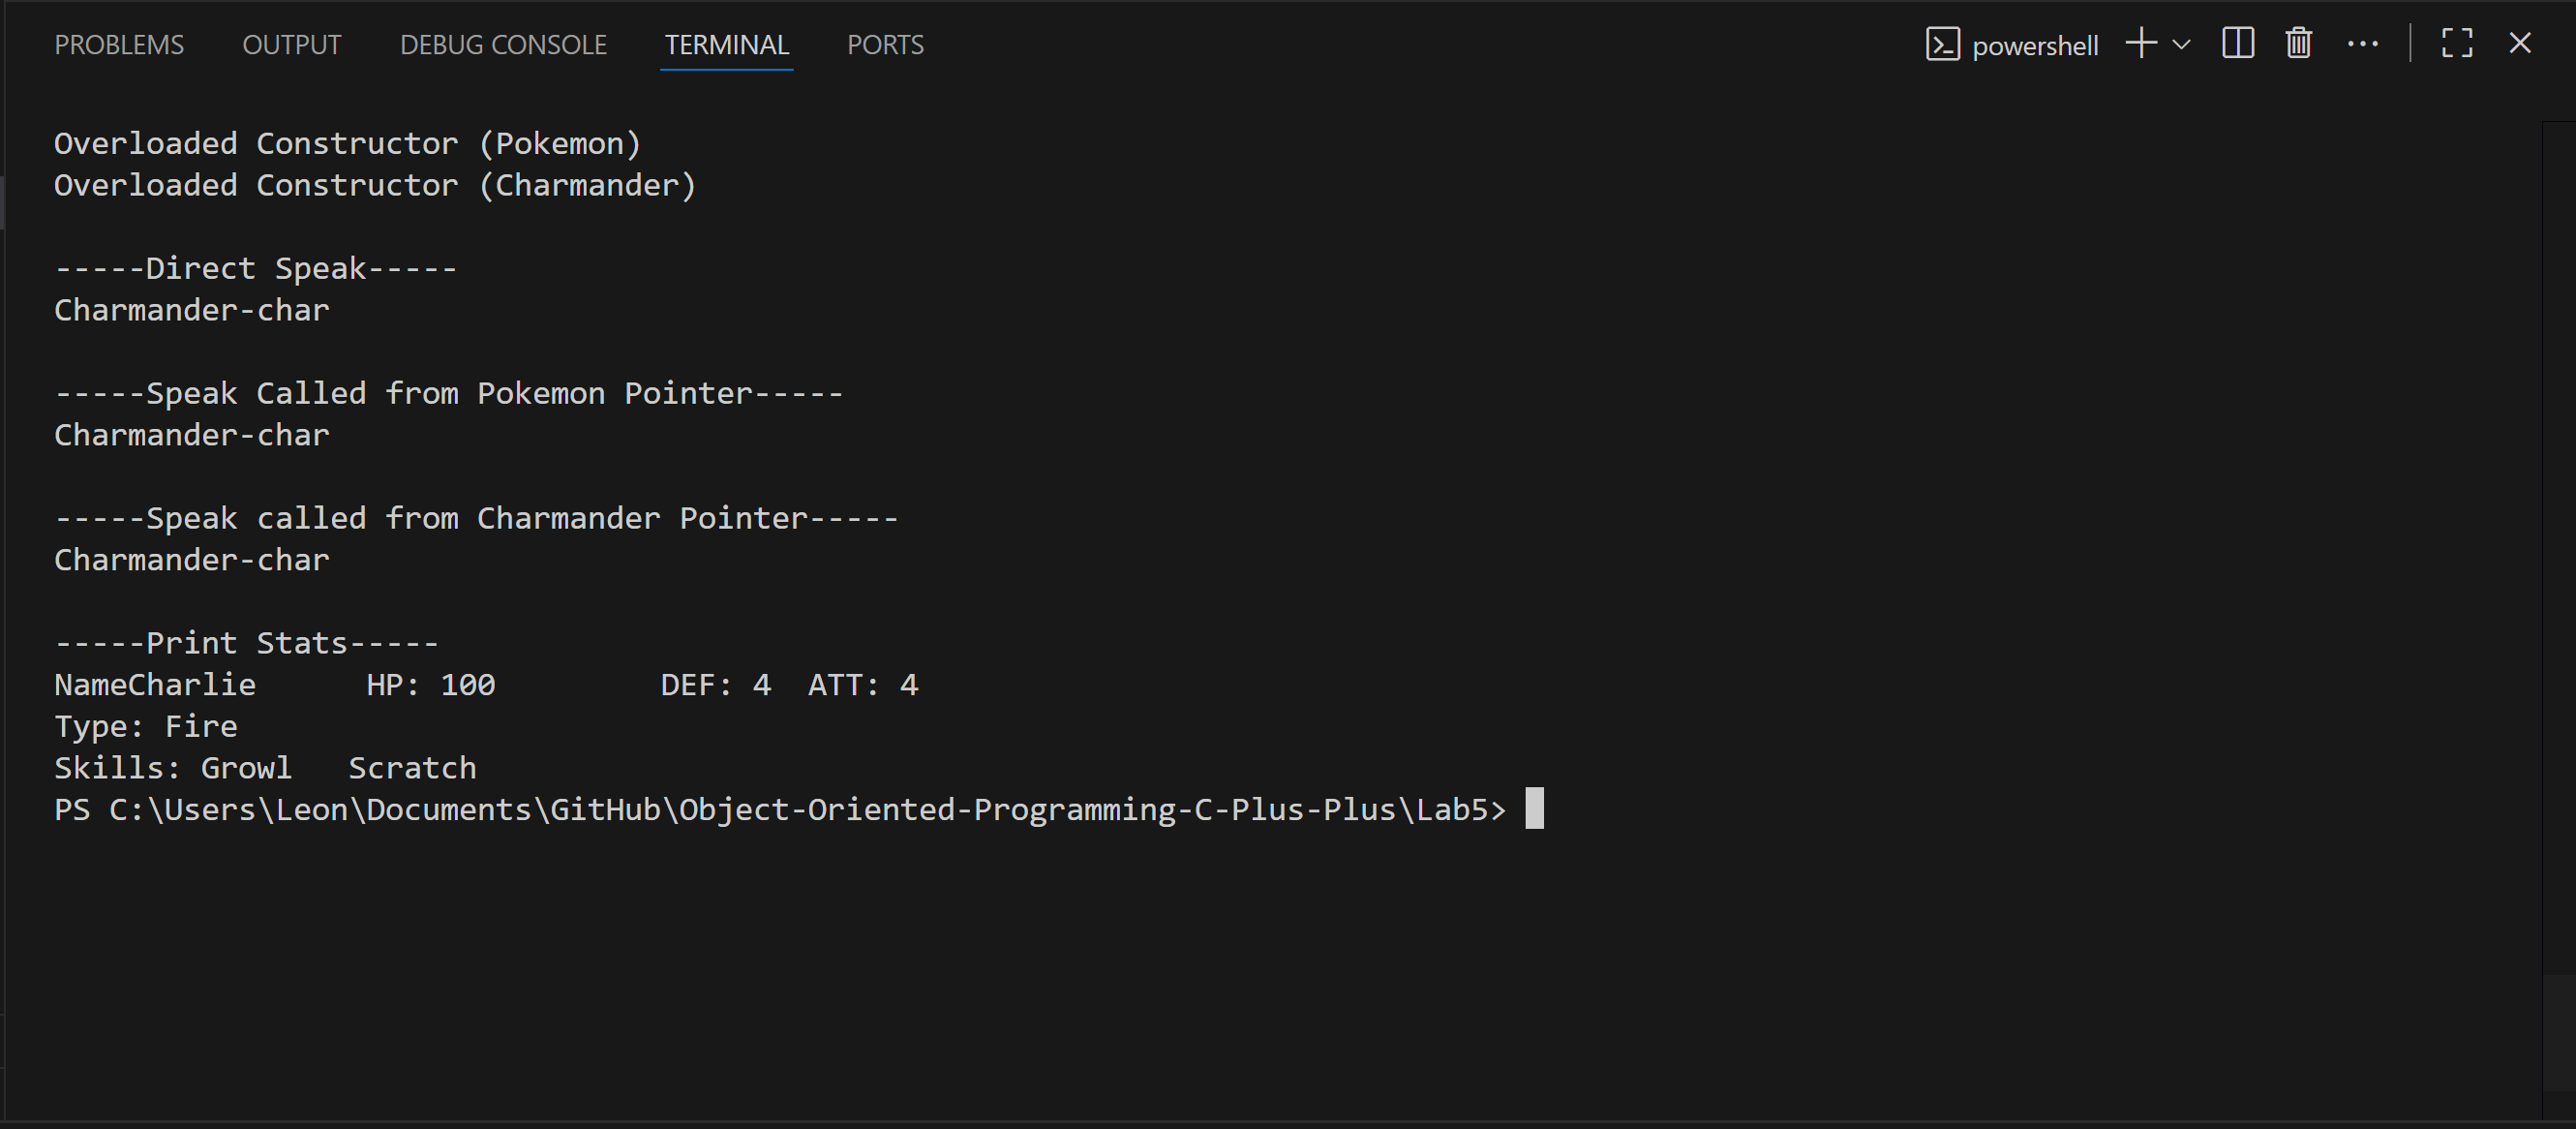 PROBLEMS OUTPUT DEBUG CONSOLE TERMINAL PORTS powershell
Overloaded Constructor (Pokemon)
Overloaded Constructor (Charmander)
-----Direct Speak-----
Charmander-char
-----Speak Called from Pokemon Pointer-----
Charmander-char
-----Speak called from Charmander Pointer-----
Charmander-char
-----Print Stats-----
NameCharlie      HP: 100         DEF: 4  ATT: 4
Type: Fire
Skills: Growl   Scratch
PS C:\Users\Leon\Documents\GitHub\Object-Oriented-Programming-C-Plus-Plus\Lab5>